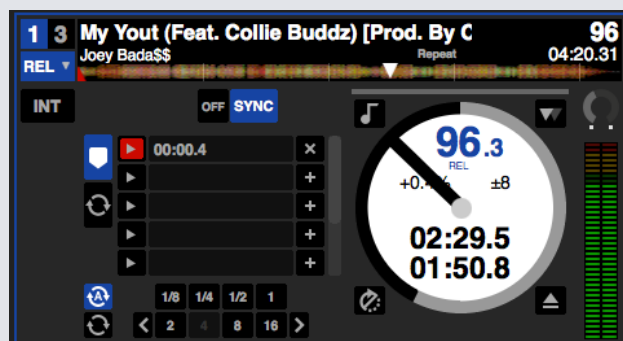 1 3 My Yout (Feat. Collie Buddz) [Prod. By C 96
REL Joey Bada$$ Repeat 04:20.31
INT OFF SYNC
96.3
REL
+0.4% ±8
00:00.4
02:29.5
01:50.8
A 1/8 1/4 1/2 1
2 4 8 16